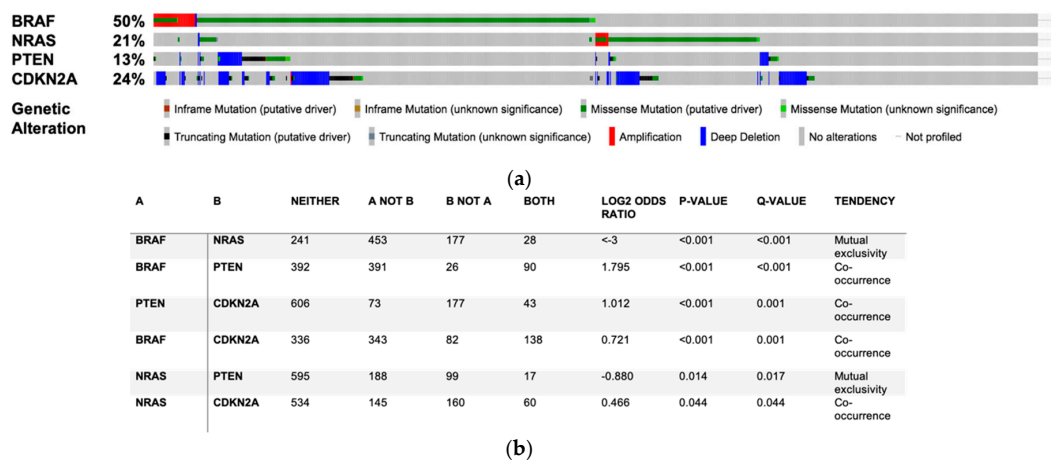 BRAF 50%
NRAS 21%
PTEN 13%
CDKN2A 24%
Genetic Alteration
Inframe Mutation (putative driver) Inframe Mutation (unknown significance) Missense Mutation (putative driver) Missense Mutation (unknown significance)
Truncating Mutation (putative driver) Truncating Mutation (unknown significance) Amplification Deep Deletion No alterations Not profiled
(a)
A B NEITHER A NOT B B NOT A BOTH LOG2 ODDS RATIO P-VALUE Q-VALUE TENDENCY
BRAF NRAS 241 453 177 28 <-3 <0.001 <0.001 Mutual exclusivity
BRAF PTEN 392 391 26 90 1.795 <0.001 <0.001 Co-occurrence
PTEN CDKN2A 606 73 177 43 1.012 <0.001 0.001 Co-occurrence
BRAF CDKN2A 336 343 82 138 0.721 <0.001 0.001 Co-occurrence
NRAS PTEN 595 188 99 17 -0.880 0.014 0.017 Mutual exclusivity
NRAS CDKN2A 534 145 160 60 0.466 0.044 0.044 Co-occurrence
(b)